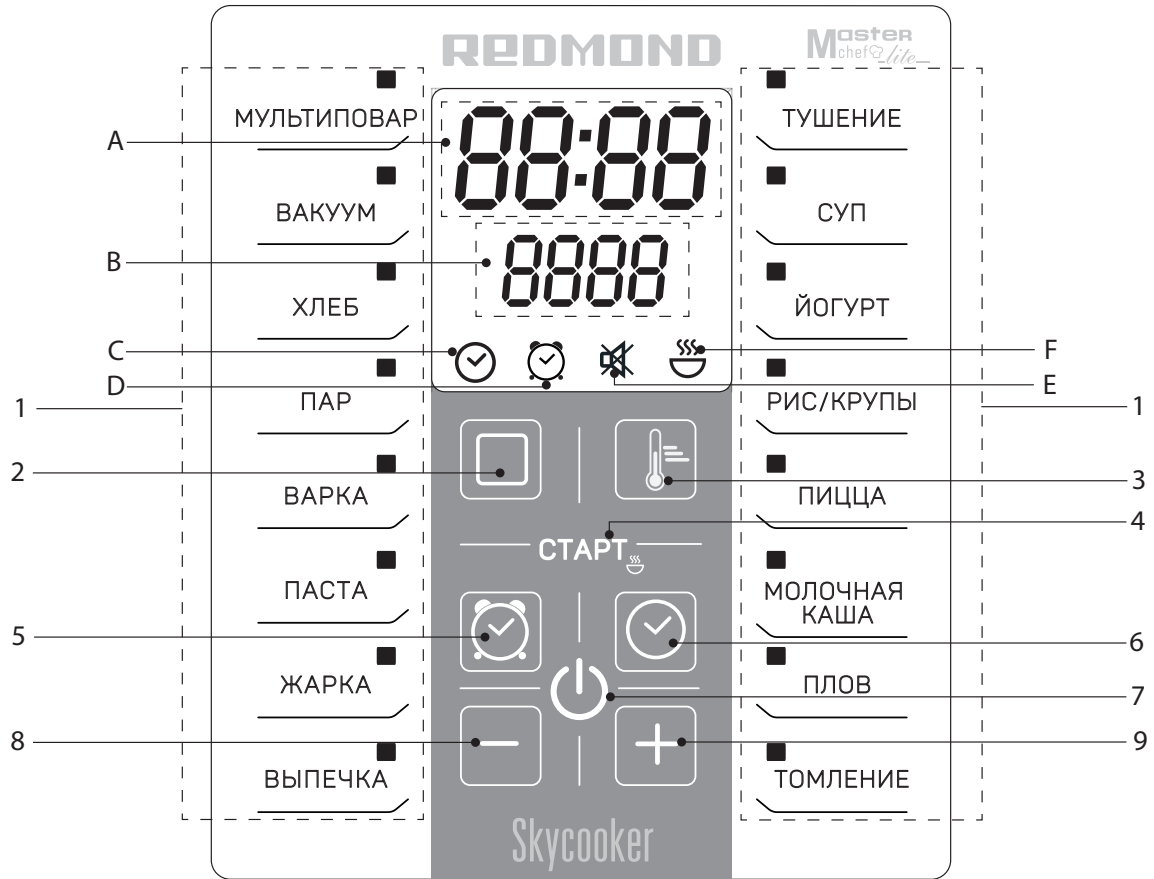 REDMOND
Master
chef lite
МУЛЬТИПОВАР
ВАКУУМ
ХЛЕБ
ПАР
ВАРКА
ПАСТА
ЖАРКА
ВЫПЕЧКА
A
B
C
D
1
2
5
8
88:88
8888
СТАРТ
Skycooker
ТУШЕНИЕ
СУП
ЙОГУРТ
РИС/КРУПЫ
ПИЦЦА
МОЛОЧНАЯ
КАША
ПЛОВ
ТОМЛЕНИЕ
F
E
1
3
4
6
7
9